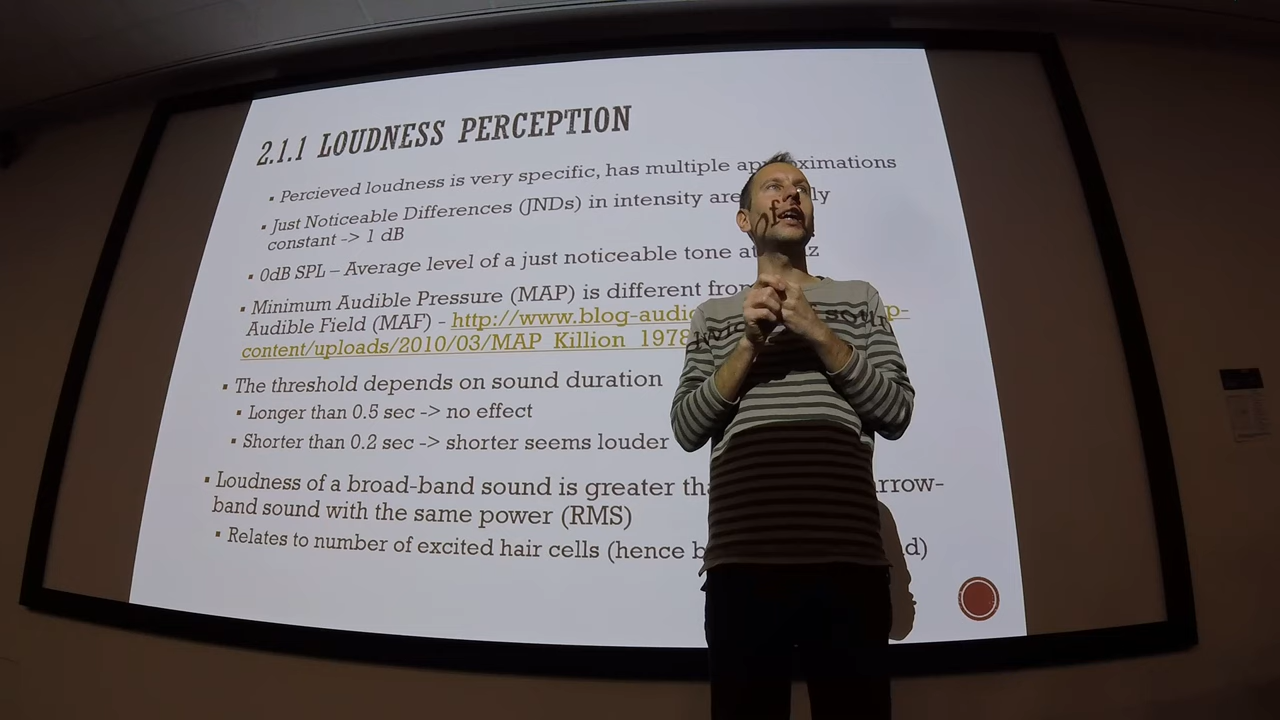 2.1.1 LOUDNESS PERCEPTION
▪ Percieved loudness is very specific, has multiple approximations
▪ Just Noticeable Differences (JNDs) in intensity are
constant -> 1 dB
▪ 0dB SPL – Average level of a just noticeable tone at
▪ Minimum Audible Pressure (MAP) is different from
Audible Field (MAF) - http://www.blog-audio
content/uploads/2010/03/MAP_Killion_1978
▪ The threshold depends on sound duration
▪ Longer than 0.5 sec -> no effect
▪ Shorter than 0.2 sec -> shorter seems louder
▪ Loudness of a broad-band sound is greater than
band sound with the same power (RMS)
▪ Relates to number of excited hair cells (hence